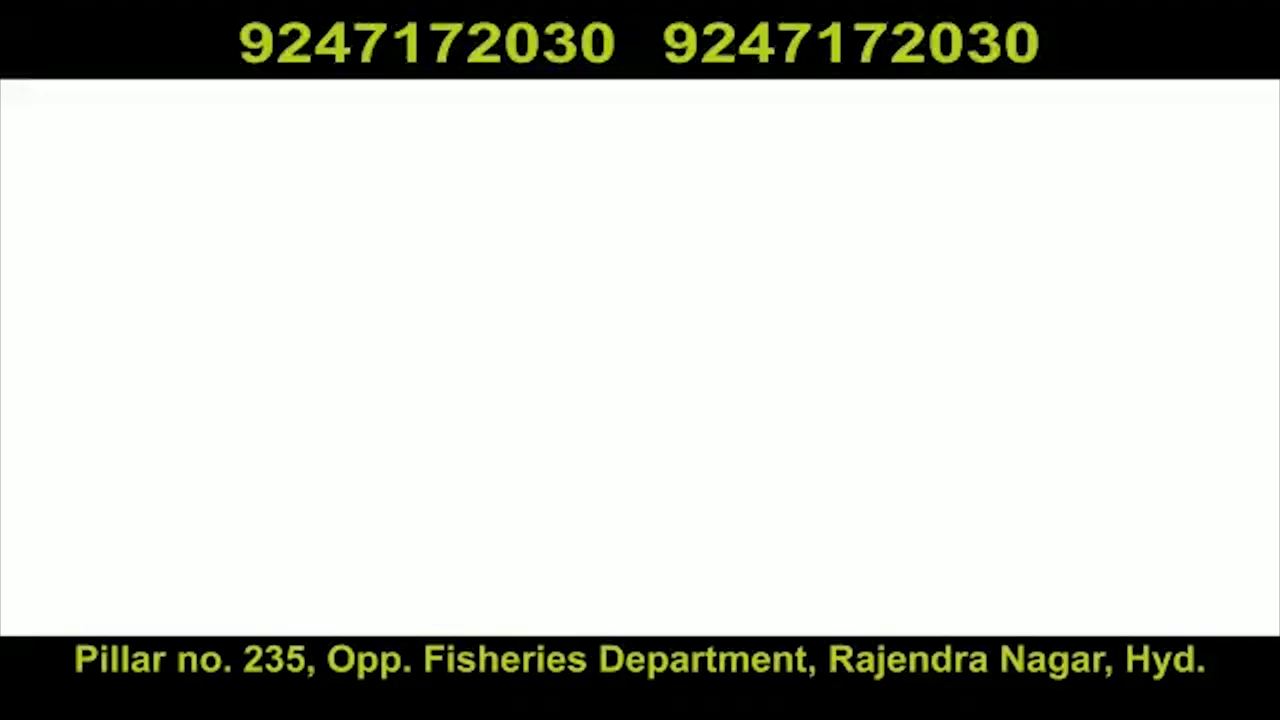 9247172030 9247172030
Pillar no. 235, Opp. Fisheries Department, Rajendra Nagar, Hyd.